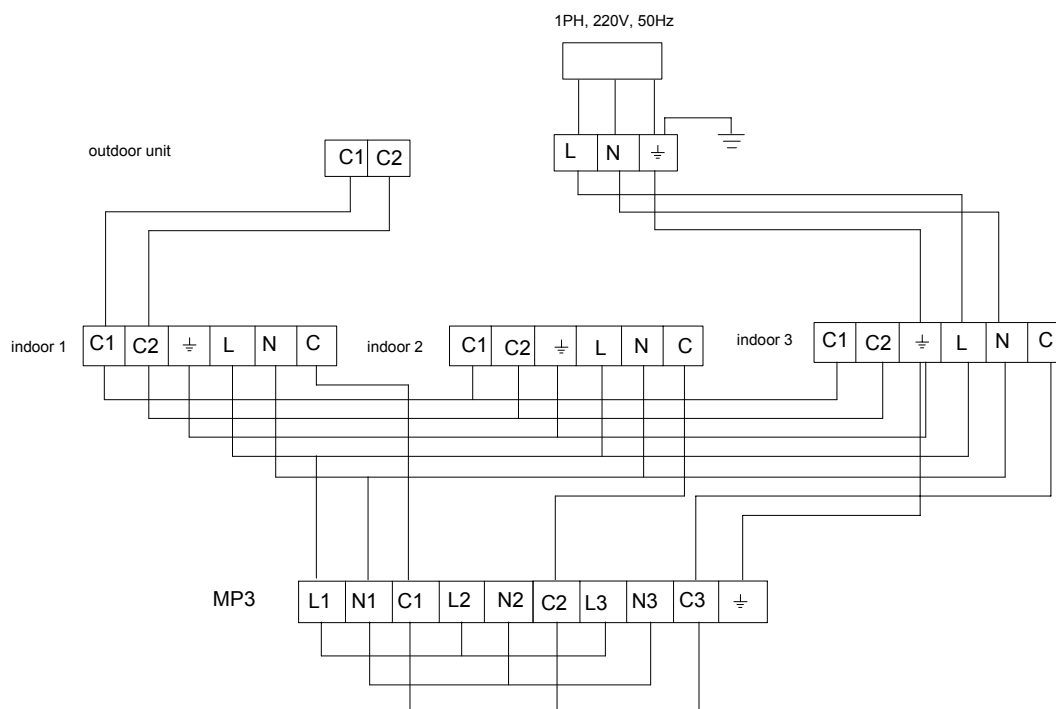 1PH, 220V, 50Hz
outdoor unit
C1 C2
L N
indoor 1
C1 C2 L N C
indoor 2
C1 C2 L N C
indoor 3
C1 C2 L N C
MP3
L1 N1 C1 L2 N2 C2 L3 N3 C3